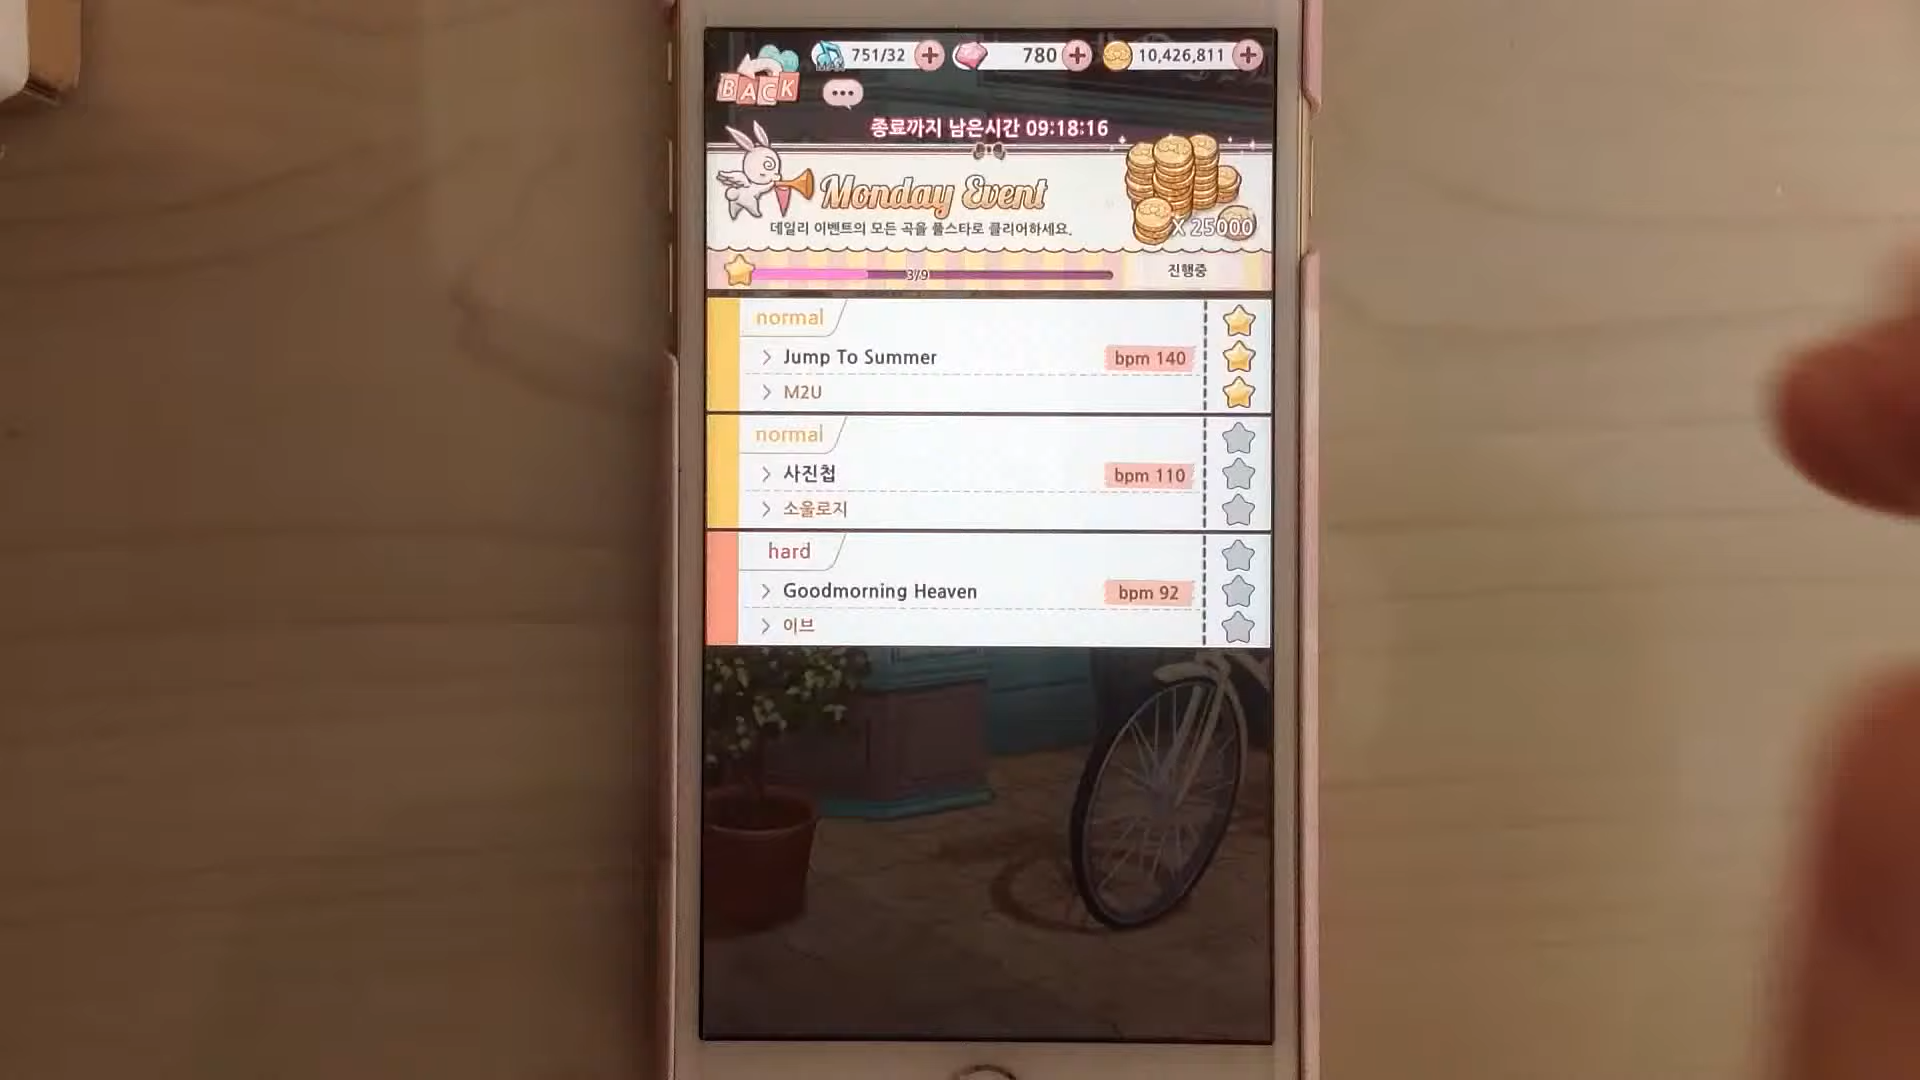 751/32
780
10,426,811
BACK
MAX
종료까지 남은시간 09:18:16
Monday Event
데일리 이벤트의 모든 곡을 풀스타로 클리어하세요.
X 25000
3/9
진행중
normal
Jump To Summer
bpm 140
M2U
normal
사진첩
bpm 110
소울로지
hard
Goodmorning Heaven
bpm 92
이브